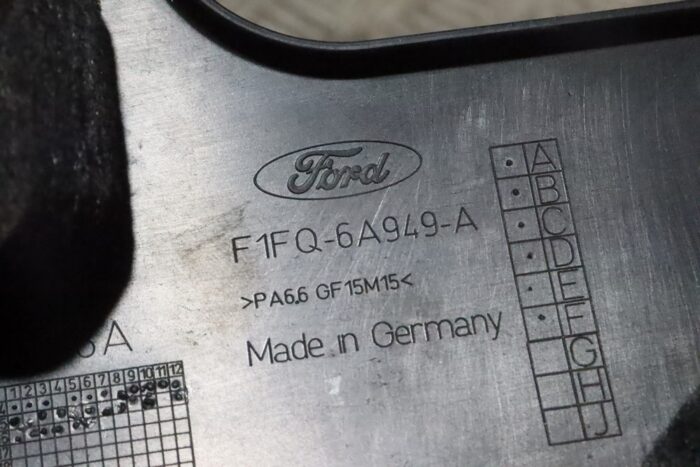 Ford
F1FQ-6A949-A
>PA6.6 GF15M15<
Made in Germany
A
B
C
D
E
F
G
H
J
A
1 2 3 4 5 6 7 8 9 10 11 12